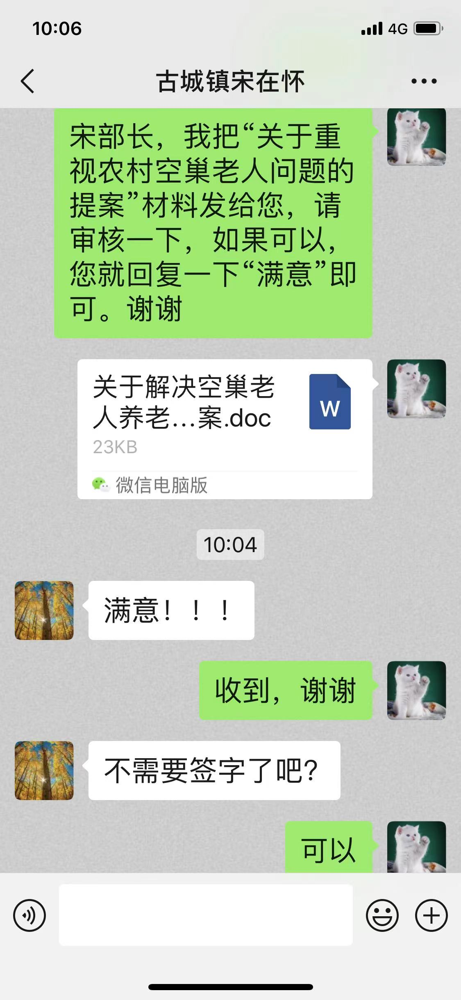 10:06
4G
古城镇宋在怀
宋部长，我把“关于重
视农村空巢老人问题的
提案”材料发给您，请
审核一下，如果可以，
您就回复一下“满意”即
可。谢谢
关于解决空巢老
人养老...案.doc
W
23KB
微信电脑版
10:04
满意！！！
收到，谢谢
不需要签字了吧?
可以